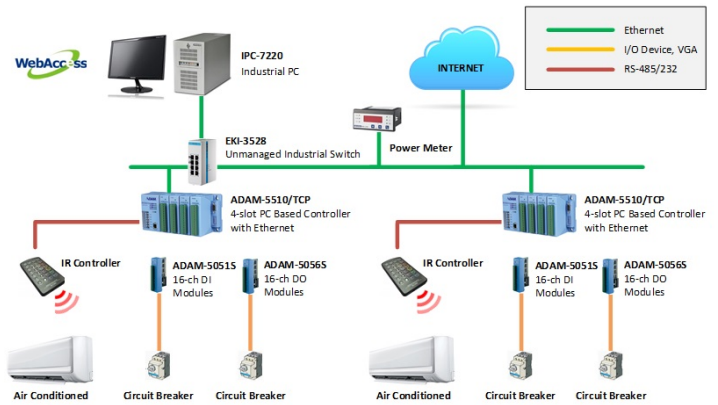 WebAccess
IPC-7220
Industrial PC
INTERNET
Ethernet
I/O Device, VGA
RS-485/232
EKI-3528
Unmanaged Industrial Switch
Power Meter
ADAM-5510/TCP
4-slot PC Based Controller
with Ethernet
ADAM-5510/TCP
4-slot PC Based Controller
with Ethernet
IR Controller
ADAM-5051S
16-ch DI
Modules
ADAM-5056S
16-ch DO
Modules
IR Controller
ADAM-5051S
16-ch DI
Modules
ADAM-5056S
16-ch DO
Modules
Air Conditioned
Circuit Breaker
Circuit Breaker
Air Conditioned
Circuit Breaker
Circuit Breaker